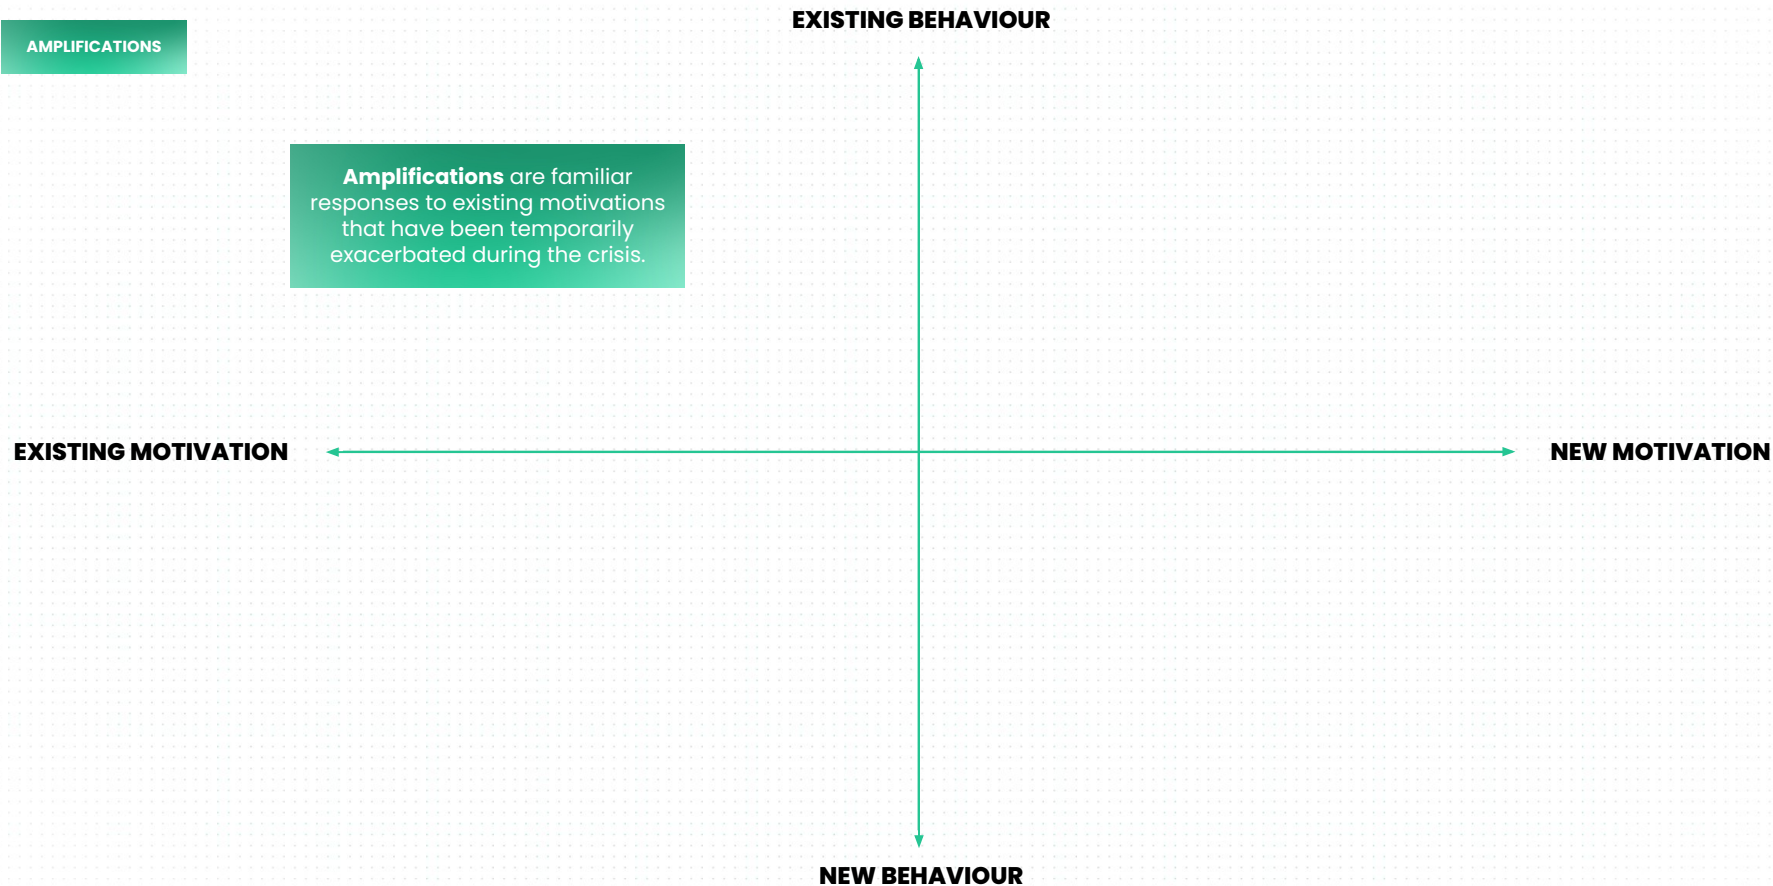 EXISTING BEHAVIOUR
AMPLIFICATIONS
Amplifications are familiar
responses to existing motivations
that have been temporarily
exacerbated during the crisis.
EXISTING MOTIVATION
NEW MOTIVATION
NEW BEHAVIOUR